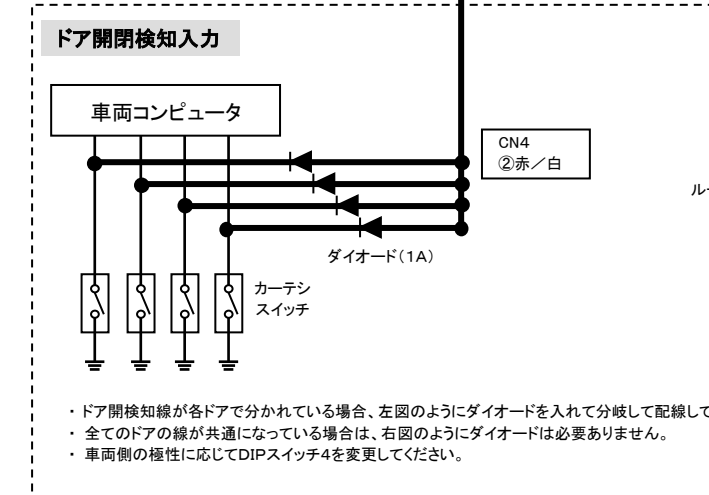 ドア開閉検知入力
車両コンピュータ
CN4
②赤／白
ルー
ダイオード（1A）
カーテシ
スイッチ
・ ドア開検知線が各ドアで分かれている場合、左図のようにダイオードを入れて分岐して配線して
・ 全てのドアの線が共通になっている場合は、右図のようにダイオードは必要ありません。
・ 車両側の極性に応じてDIPスイッチ4を変更してください。